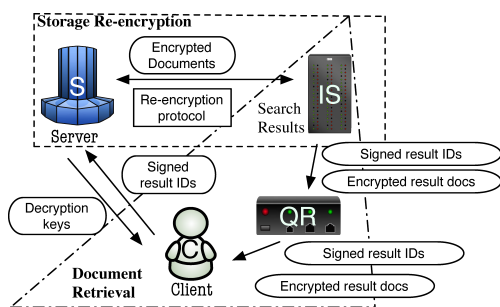 Storage Re-encryption
Encrypted
Documents
S
IS
Re-encryption
protocol
Search
Results
Server
Signed
result IDs
Signed result IDs
Encrypted result docs
Decryption
keys
QR
C
Signed result IDs
Document
Retrieval
Client
Encrypted result docs